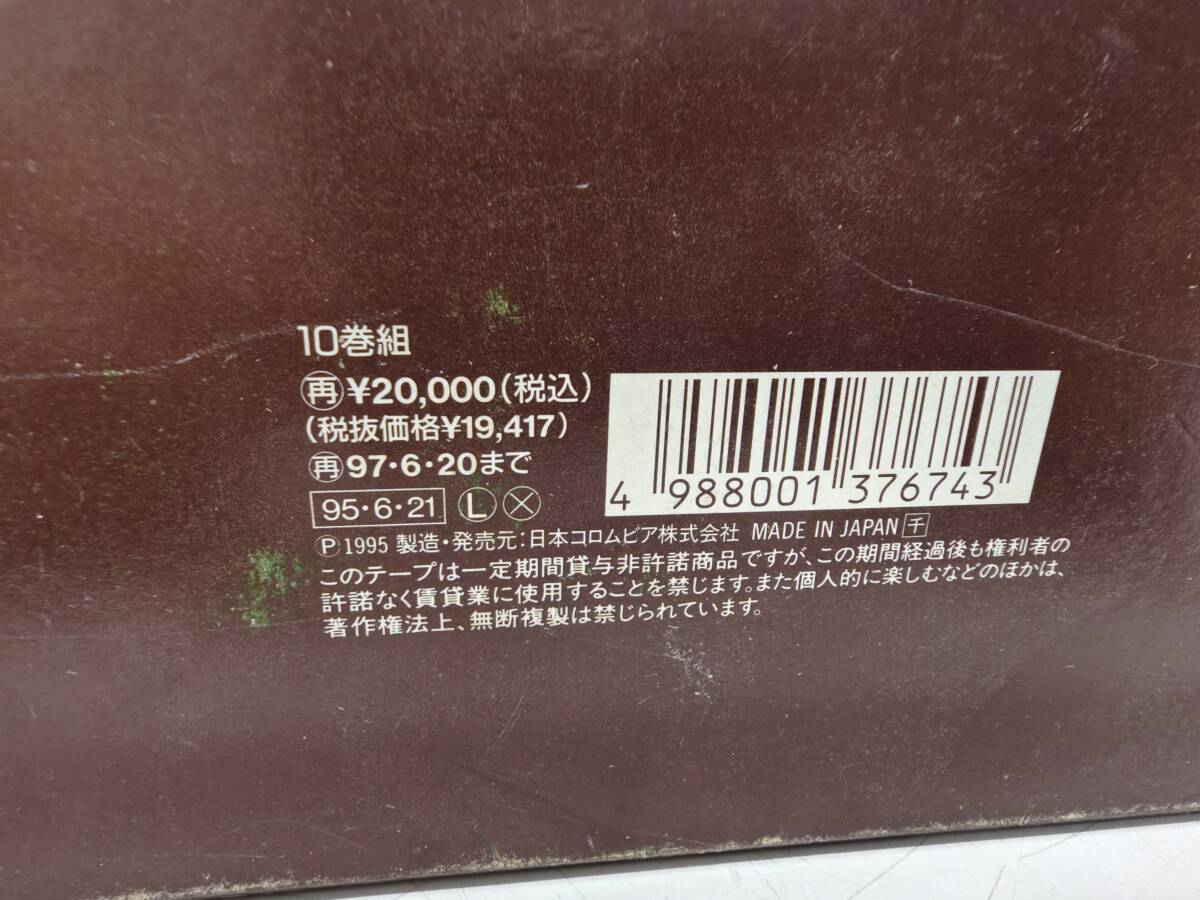 10巻組
再¥20,000(税込)
(税抜価格¥19,417)
再97・6・20まで
95・6・21 Ⓛ Ⓧ
4 988001 376743
Ⓟ1995 製造・発売元:日本コロムビア株式会社 MADE IN JAPAN 千
このテープは一定期間貸与非許諾商品ですが、この期間経過後も権利者の
許諾なく賃貸業に使用することを禁じます。また個人的に楽しむなどのほかは、
著作権法上、無断複製は禁じられています。